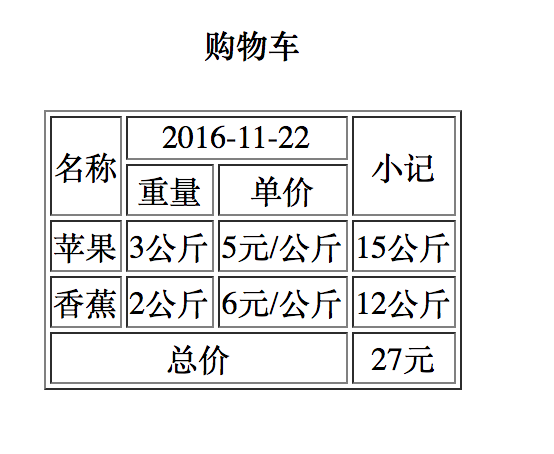 购物车
名称 2016-11-22 小记
重量 单价
苹果 3公斤 5元/公斤 15公斤
香蕉 2公斤 6元/公斤 12公斤
总价 27元